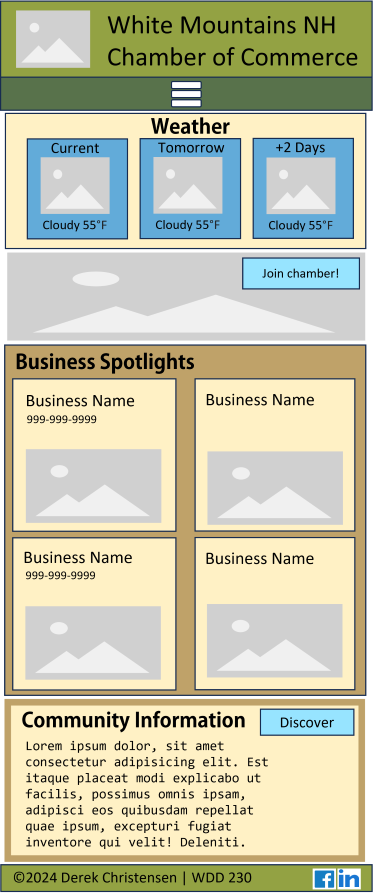 White Mountains NH
Chamber of Commerce
Weather
Current
Tomorrow
+2 Days
Cloudy 55°F
Cloudy 55°F
Cloudy 55°F
Join chamber!
Business Spotlights
Business Name
999-999-9999
Business Name
Business Name
999-999-9999
Business Name
Community Information
Discover
Lorem ipsum dolor, sit amet
consectetur adipisicing elit. Est
itaque placeat modi explicabo ut
facilis, possimus omnis ipsam,
adipisci eos quibusdam repellat
quae ipsum, excepturi fugiat
inventore qui velit! Deleniti.
©2024 Derek Christensen | WDD 230
f in